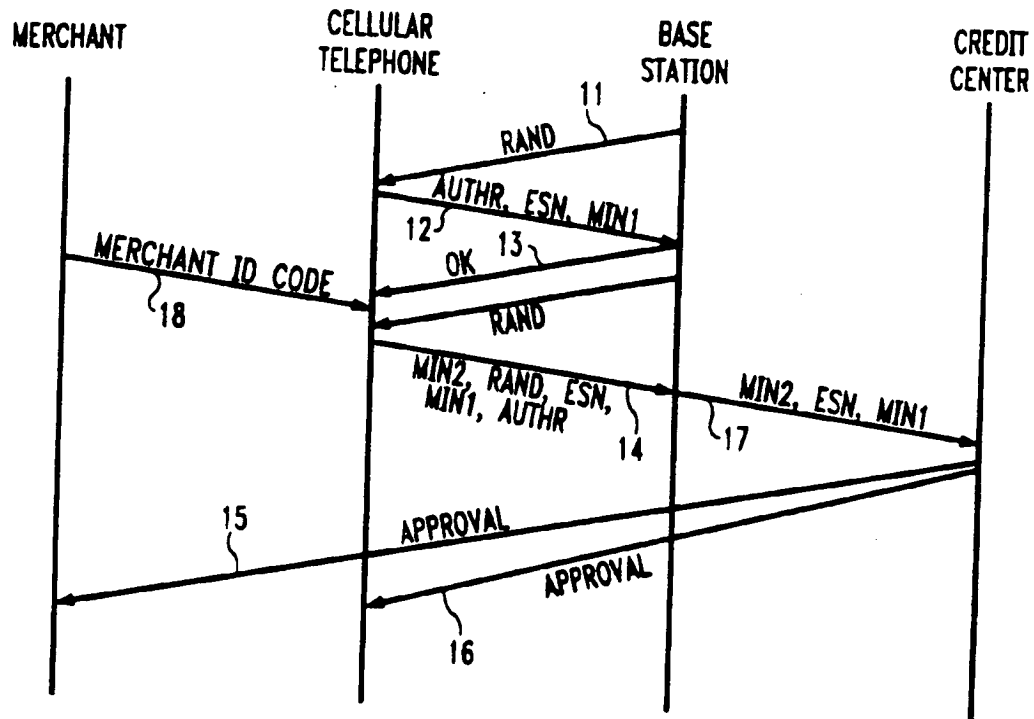 MERCHANT
CELLULAR
TELEPHONE
BASE
STATION
CREDIT
CENTER
11
RAND
AUTHR, ESN, MIN1
12
13
OK
MERCHANT ID CODE
18
RAND
MIN2, RAND, ESN,
MIN1, AUTHR
14
17
MIN2, ESN, MIN1
15
APPROVAL
APPROVAL
16